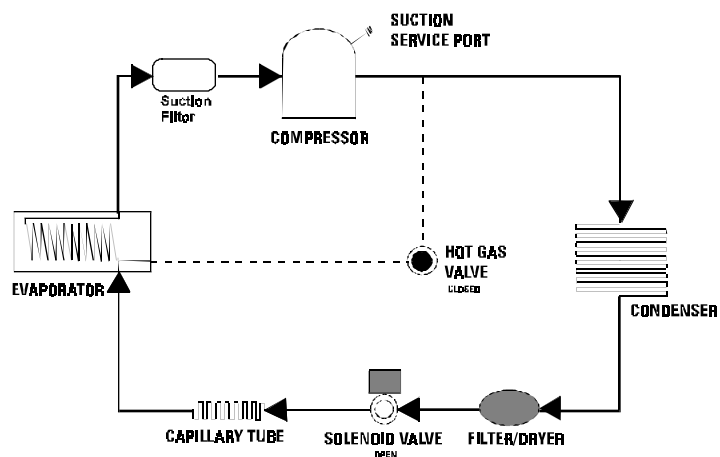 SUCTION
SERVICE PORT
Suction
Filter
COMPRESSOR
HOT GAS
VALVE
CLOSED
EVAPORATOR
CONDENSER
CAPILLARY TUBE
SOLENOID VALVE
OPEN
FILTER/DRYER